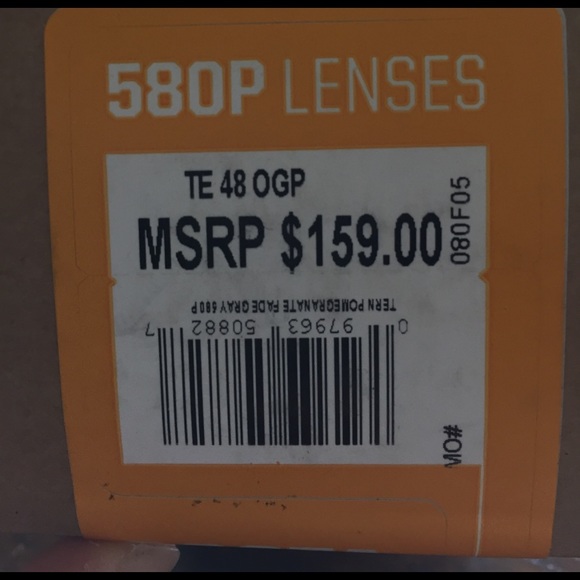 580P LENSES
TE 48 OGP
MSRP $159.00
080F05
TERN POMEGRANATE FADE GRAY 580P
0 97963 50882 7
MO#